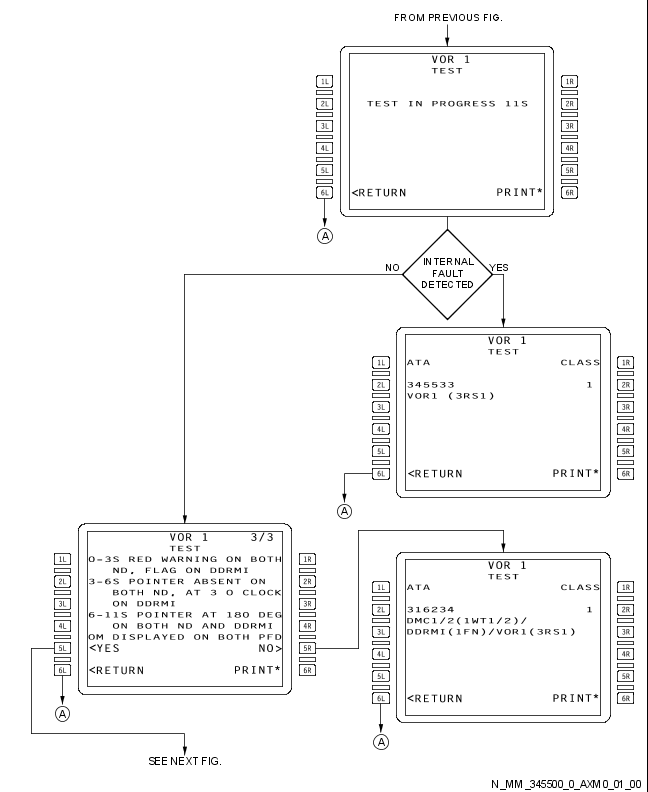 FROM PREVIOUS FIG.
VOR 1
TEST
1L 1R
2L TEST IN PROGRESS 11S 2R
3L 3R
4L 4R
5L 5R
6L <RETURN PRINT* 6R
A
INTERNAL
FAULT
DETECTED
NO YES
VOR 1
TEST
1L ATA CLASS 1R
2L 345533 1 2R
VOR1 (3RS1)
3L 3R
4L 4R
5L 5R
6L <RETURN PRINT* 6R
A
VOR 1 3/3
TEST
1L 0-3S RED WARNING ON BOTH 1R
ND, FLAG ON DDRMI
2L 3-6S POINTER ABSENT ON 2R
BOTH ND, AT 3 O CLOCK
3L ON DDRMI 3R
6-11S POINTER AT 180 DEG
4L ON BOTH ND AND DDRMI 4R
OM DISPLAYED ON BOTH PFD
5L <YES NO> 5R
6L <RETURN PRINT* 6R
A
SEE NEXT FIG.
VOR 1
TEST
1L ATA CLASS 1R
2L 316234 1 2R
DMC1/2(1WT1/2)/
3L DDRMI(1FN)/VOR1(3RS1) 3R
4L 4R
5L 5R
6L <RETURN PRINT* 6R
A
N_MM_345500_0_AXM0_01_00